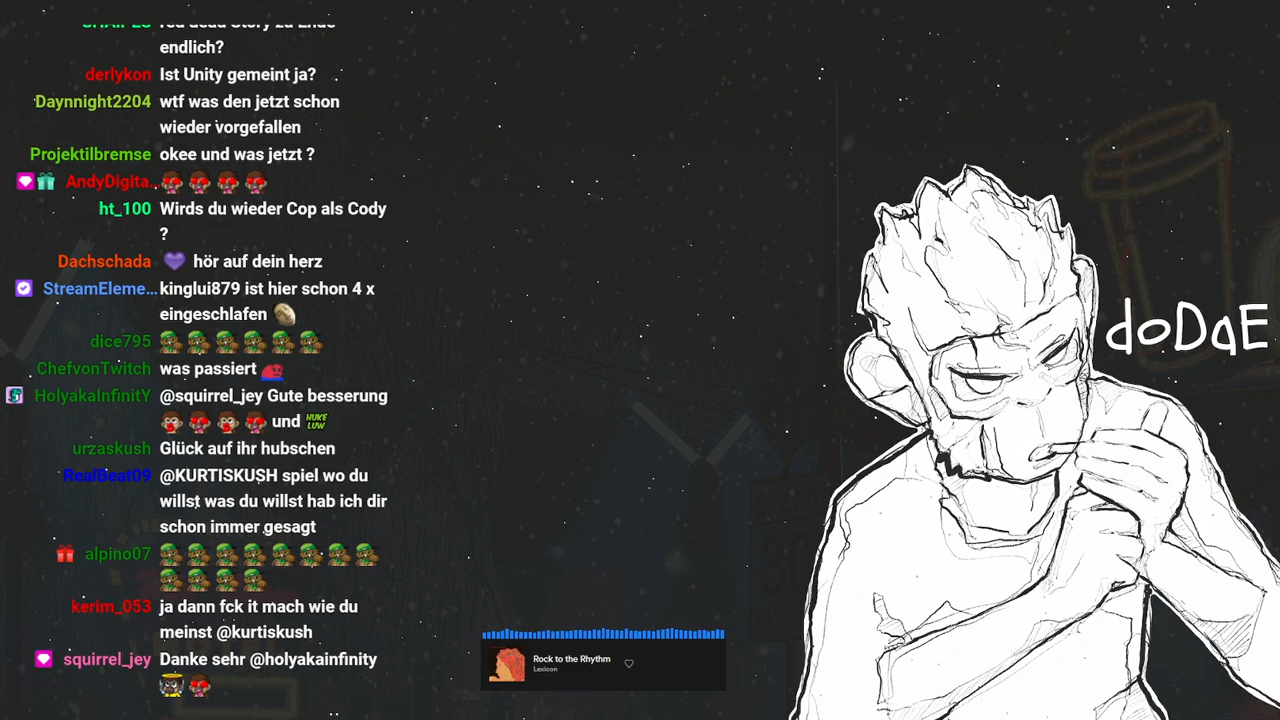 endlich?
derlykon Ist Unity gemeint ja?
Daynnight2204 wtf was den jetzt schon
wieder vorgefallen
Projektilbremse okee und was jetzt ?
AndyDigita...
ht_100 Wirds du wieder Cop als Cody
?
Dachschada hör auf dein herz
StreamEleme... kinglui879 ist hier schon 4 x
eingeschlafen
dice795
ChefvonTwitch was passiert
HolyakaInfinitY @squirrel_jey Gute besserung
und HUKE
LUW
urzaskush Glück auf ihr hubschen
RealBeat09 @KURTISKUSH spiel wo du
willst was du willst hab ich dir
schon immer gesagt
alpino07
kerim_053 ja dann fck it mach wie du
meinst @kurtiskush
squirrel_jey Danke sehr @holyakainfinity
Rock to the Rhythm
Lexicon
doDaE